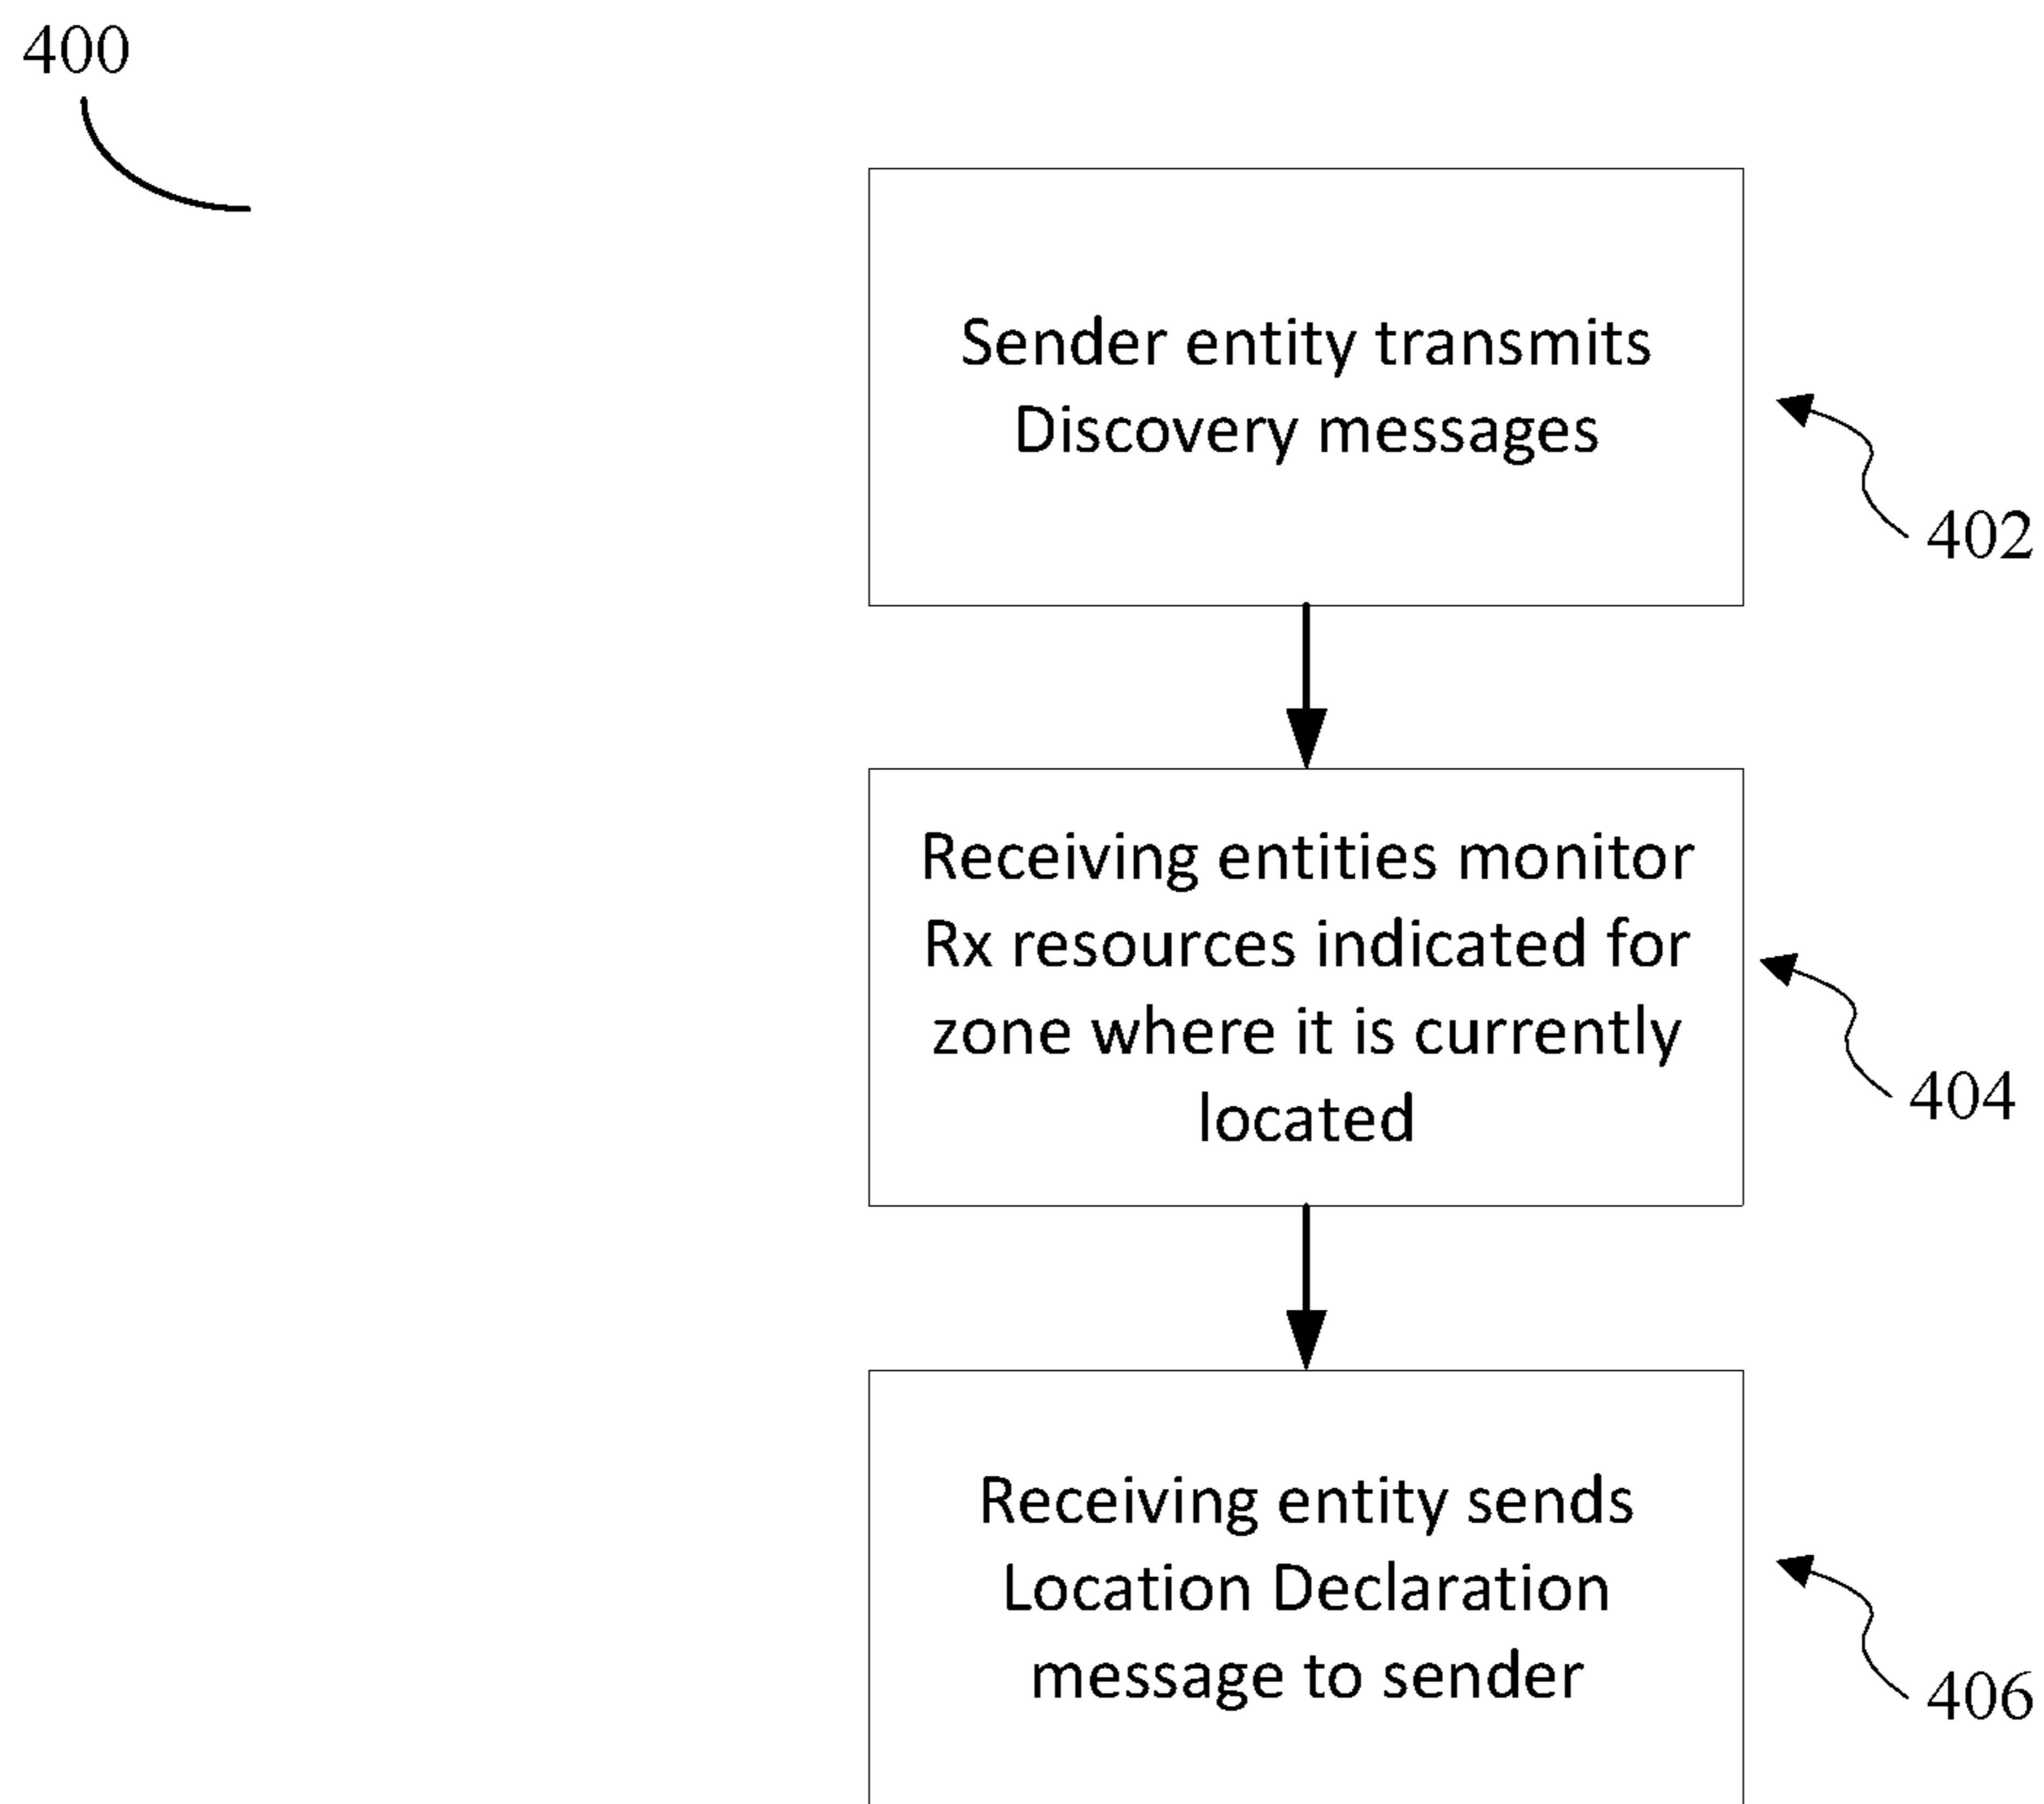 400
Sender entity transmits
Discovery messages
402
Receiving entities monitor
Rx resources indicated for
zone where it is currently
located
404
Receiving entity sends
Location Declaration
message to sender
406